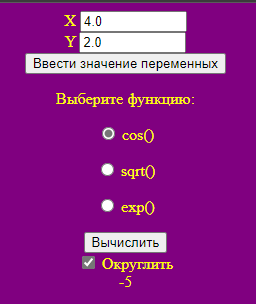 X 4.0
Y 2.0
Ввести значение переменных
Выберите функцию:
cos()
sqrt()
exp()
Вычислить
Округлить
-5